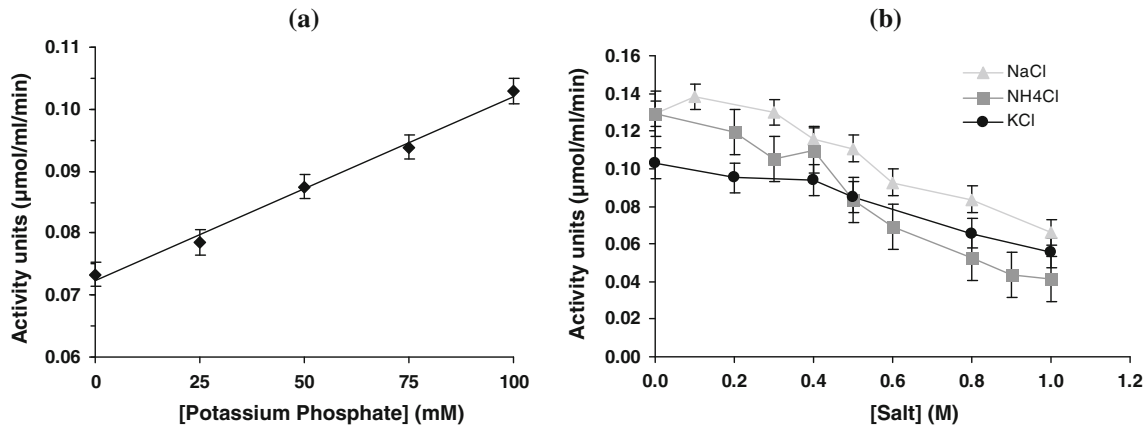 (a)
0.11
0.10
0.09
0.08
0.07
0.06
Activity units (µmol/ml/min)
0 25 50 75 100
[Potassium Phosphate] (mM)
(b)
0.16
0.14
0.12
0.10
0.08
0.06
0.04
0.02
0.00
Activity units (µmol/ml/min)
0.0 0.2 0.4 0.6 0.8 1.0 1.2
[Salt] (M)
NaCl
NH4Cl
KCl